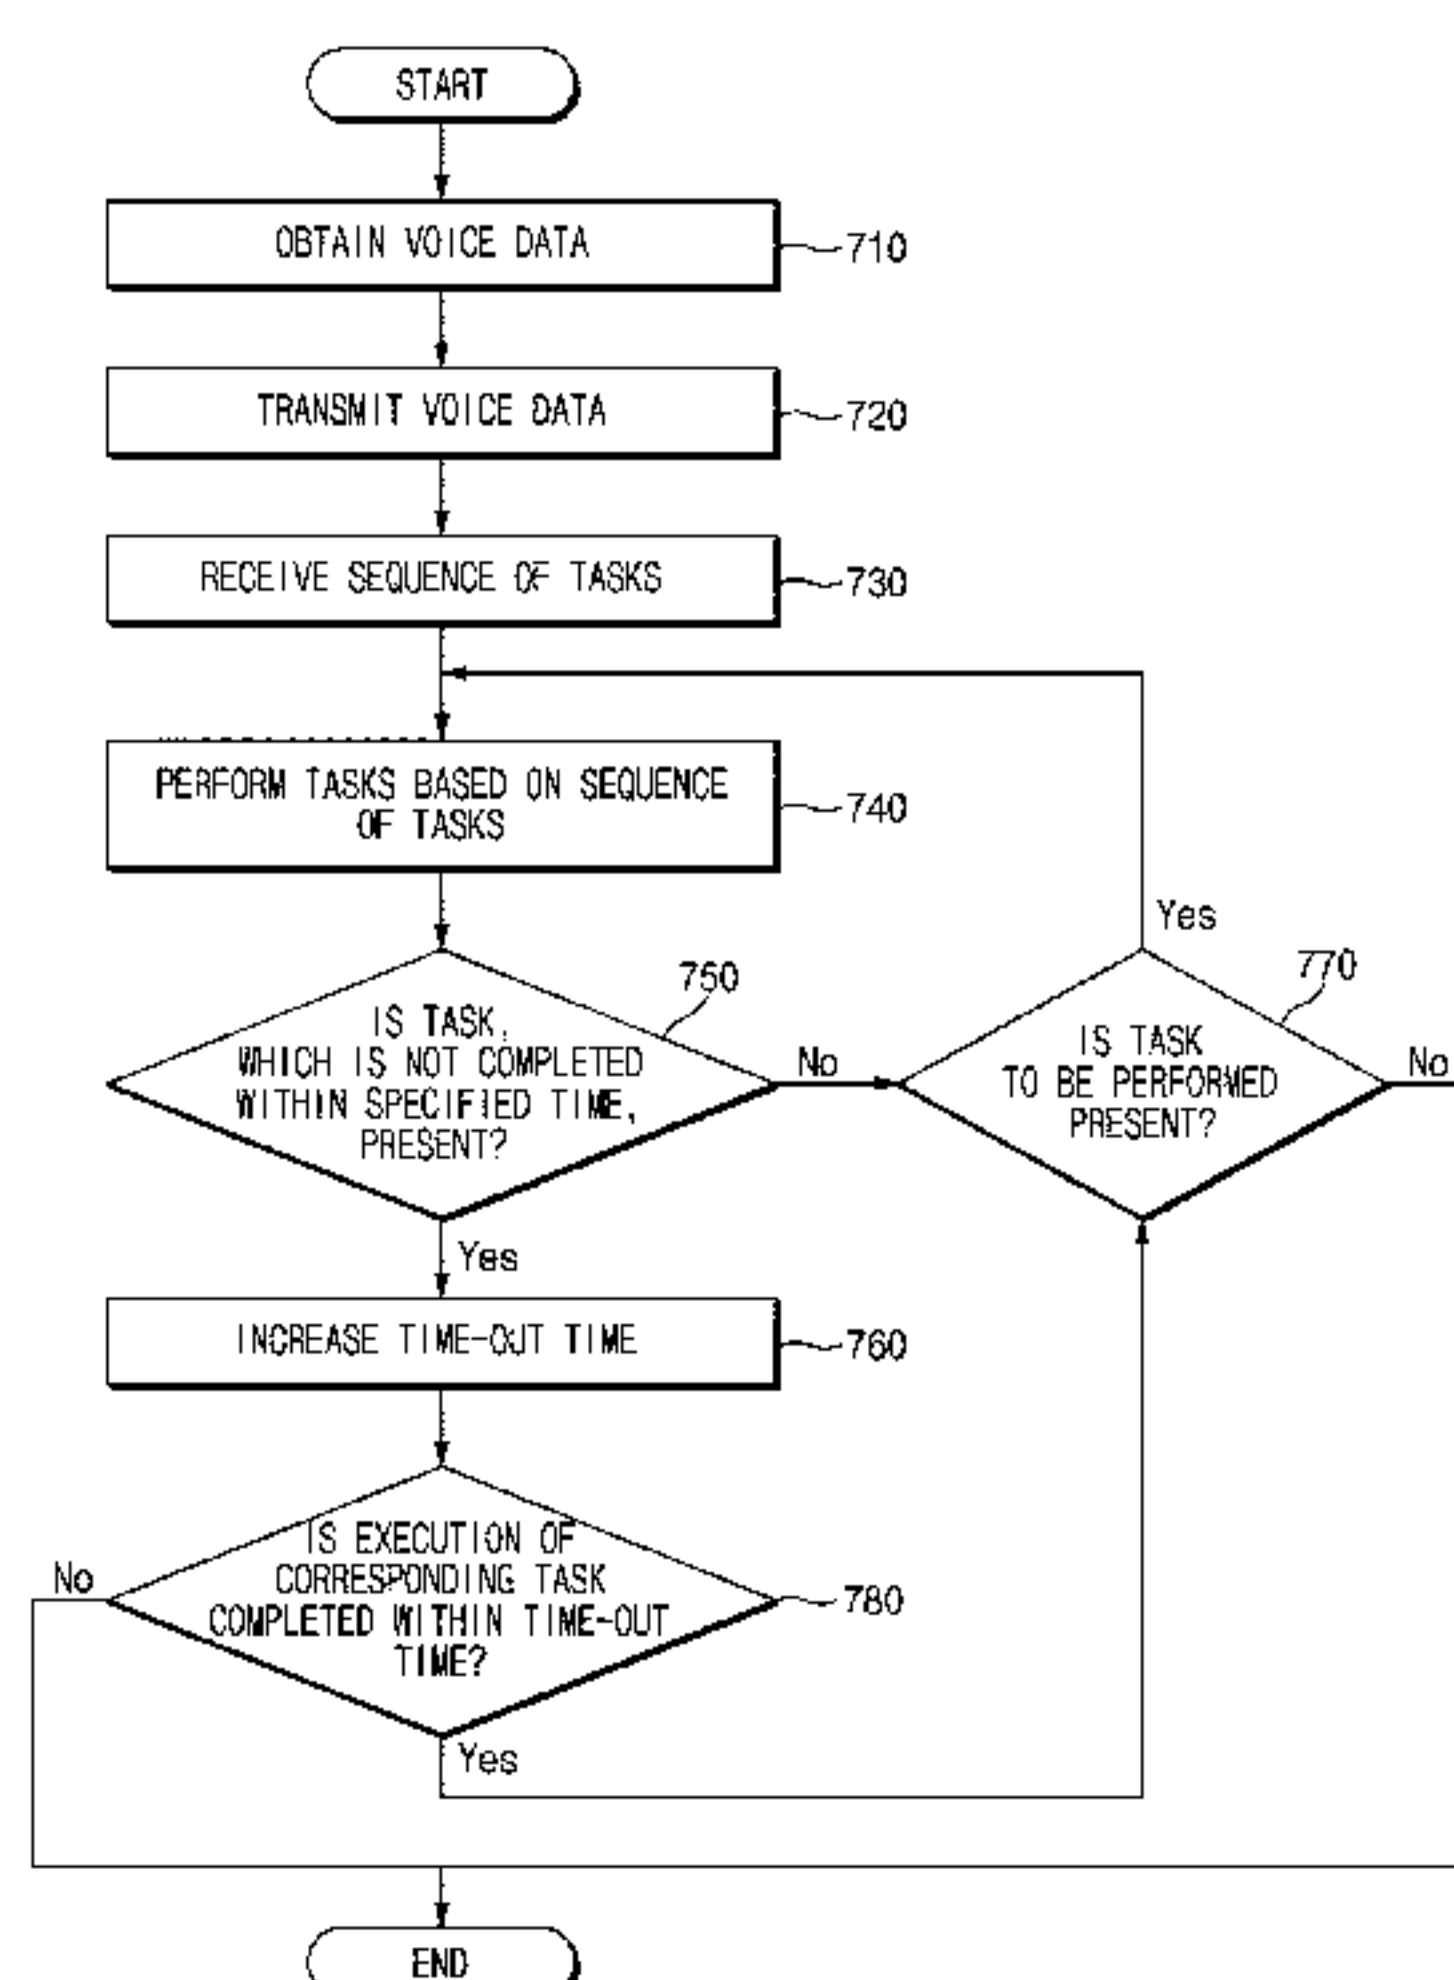 START
OBTAIN VOICE DATA
710
TRANSMIT VOICE DATA
720
RECEIVE SEQUENCE OF TASKS
730
PERFORM TASKS BASED ON SEQUENCE
OF TASKS
740
Yes
750
770
IS TASK,
WHICH IS NOT COMPLETED
WITHIN SPECIFIED TIME,
PRESENT?
No
IS TASK
TO BE PERFORMED
PRESENT?
No
Yes
INCREASE TIME-OUT TIME
760
IS EXECUTION OF
CORRESPONDING TASK
COMPLETED WITHIN TIME-OUT
TIME?
No
780
Yes
END